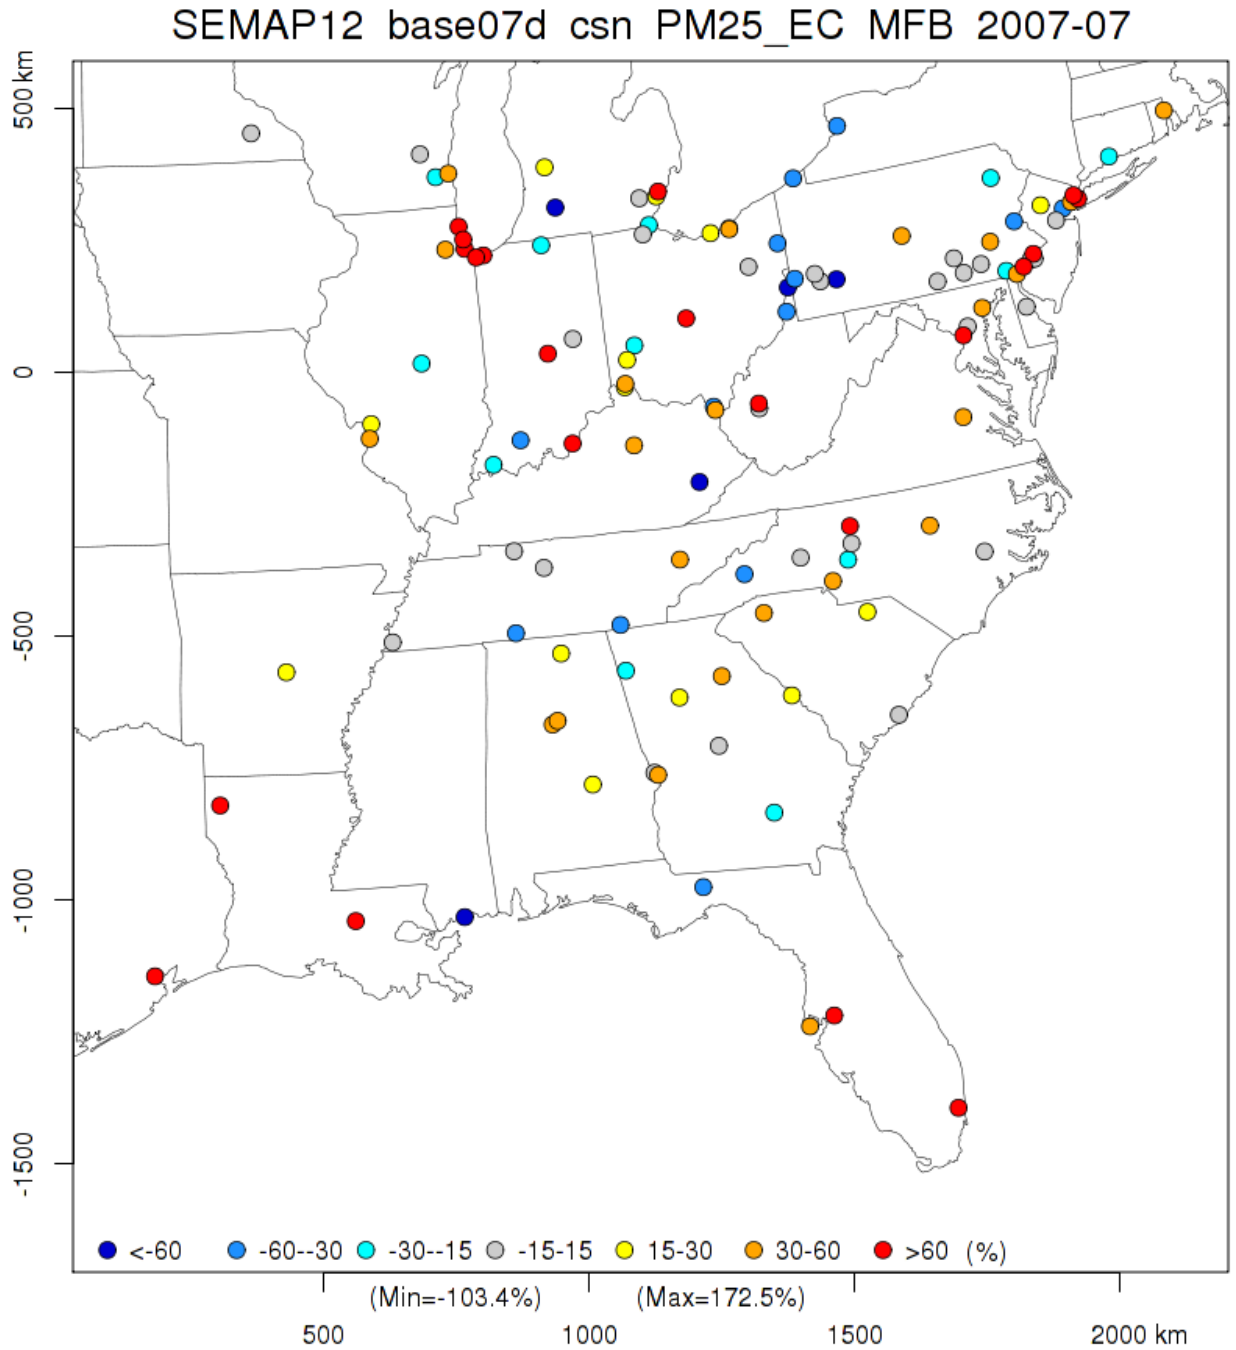 SEMAP12 base07d csn PM25_EC MFB 2007-07
500 km
0
-500
-1000
-1500
<-60 -60--30 -30--15 -15-15 15-30 30-60 >60 (%)
(Min=-103.4%) (Max=172.5%)
500 1000 1500 2000 km